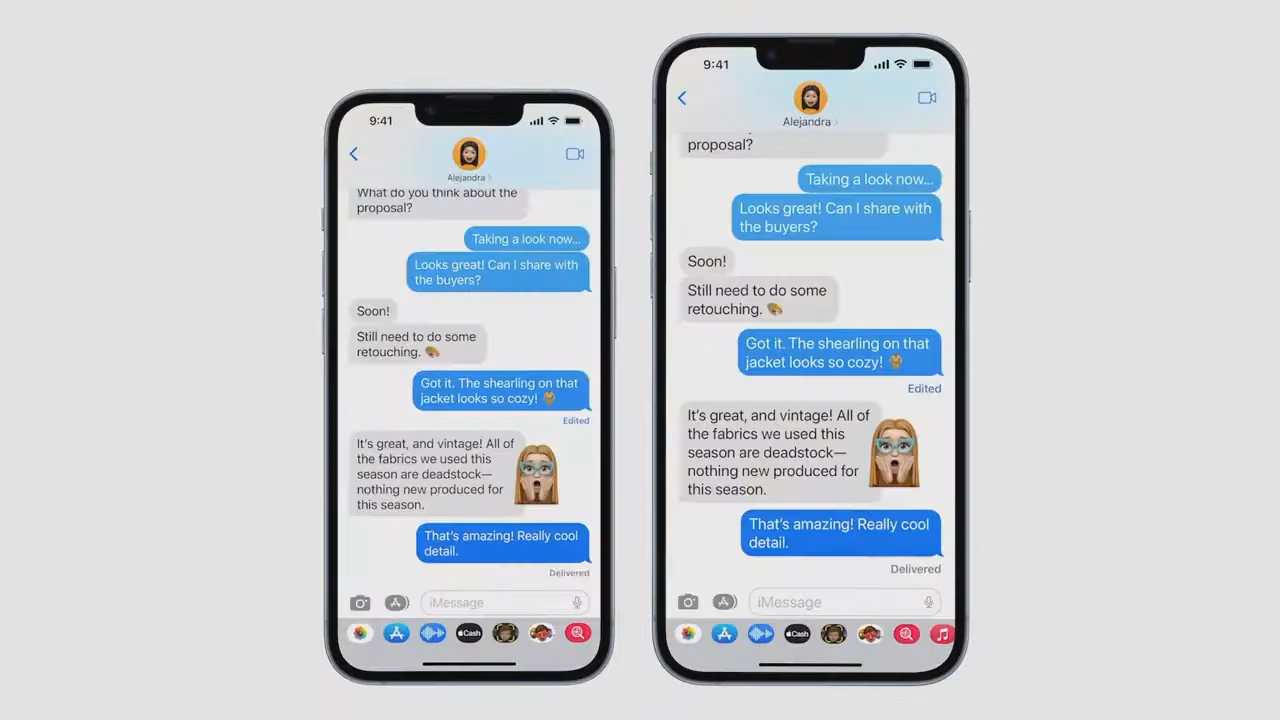 9:41
Alejandra
What do you think about the
proposal?
Taking a look now...
Looks great! Can I share with
the buyers?
Soon!
Still need to do some
retouching. 🎨
Got it. The shearling on that
jacket looks so cozy! 🧥
Edited
It's great, and vintage! All of
the fabrics we used this
season are deadstock—
nothing new produced for
this season.
That's amazing! Really cool
detail.
Delivered
iMessage
Cash
9:41
Alejandra
proposal?
Taking a look now...
Looks great! Can I share with
the buyers?
Soon!
Still need to do some
retouching. 🎨
Got it. The shearling on that
jacket looks so cozy! 🧥
Edited
It's great, and vintage! All of
the fabrics we used this
season are deadstock—
nothing new produced for
this season.
That's amazing! Really cool
detail.
Delivered
iMessage
Cash